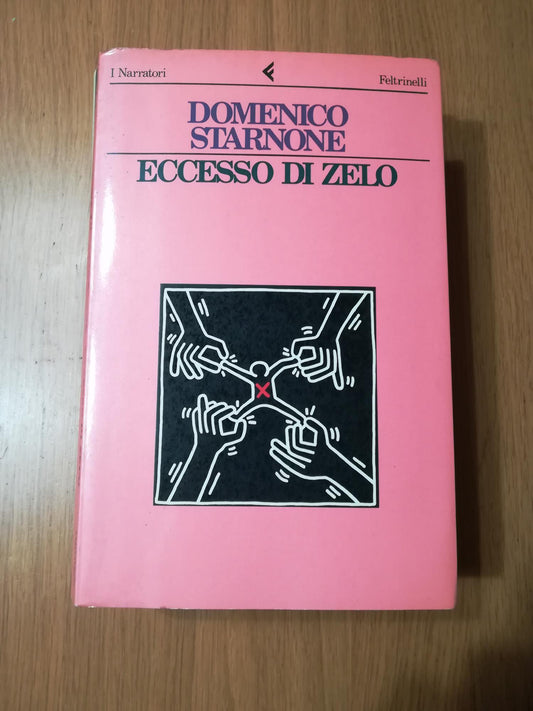 I Narratori
Feltrinelli
DOMENICO
STARNONE
ECCESSO DI ZELO